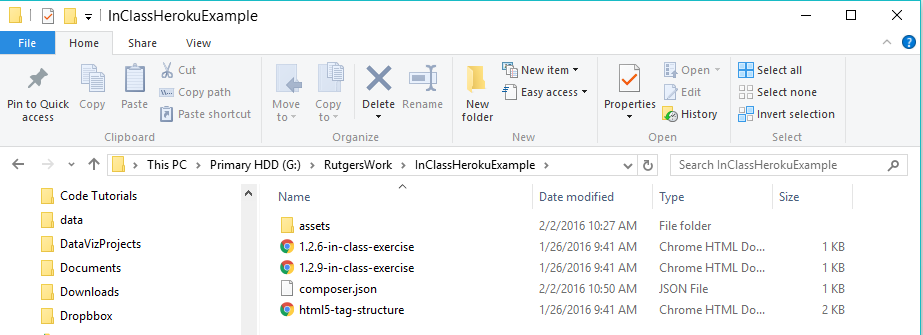 InClassHerokuExample
File Home Share View
Pin to Quick access
Copy
Paste
Cut
Copy path
Paste shortcut
Clipboard
Move to
Copy to
Delete
Rename
Organize
New folder
New item
Easy access
New
Properties
Open
Edit
History
Open
Select all
Select none
Invert selection
Select
This PC > Primary HDD (G:) > RutgersWork > InClassHerokuExample >
Search InClassHerokuExample
Code Tutorials
data
DataVizProjects
Documents
Downloads
Dropbbox
Name Date modified Type Size
assets 2/2/2016 10:27 AM File folder
1.2.6-in-class-exercise 1/26/2016 9:41 AM Chrome HTML Do... 1 KB
1.2.9-in-class-exercise 1/26/2016 9:41 AM Chrome HTML Do... 1 KB
composer.json 2/2/2016 10:50 AM JSON File 1 KB
html5-tag-structure 1/26/2016 9:41 AM Chrome HTML Do... 2 KB